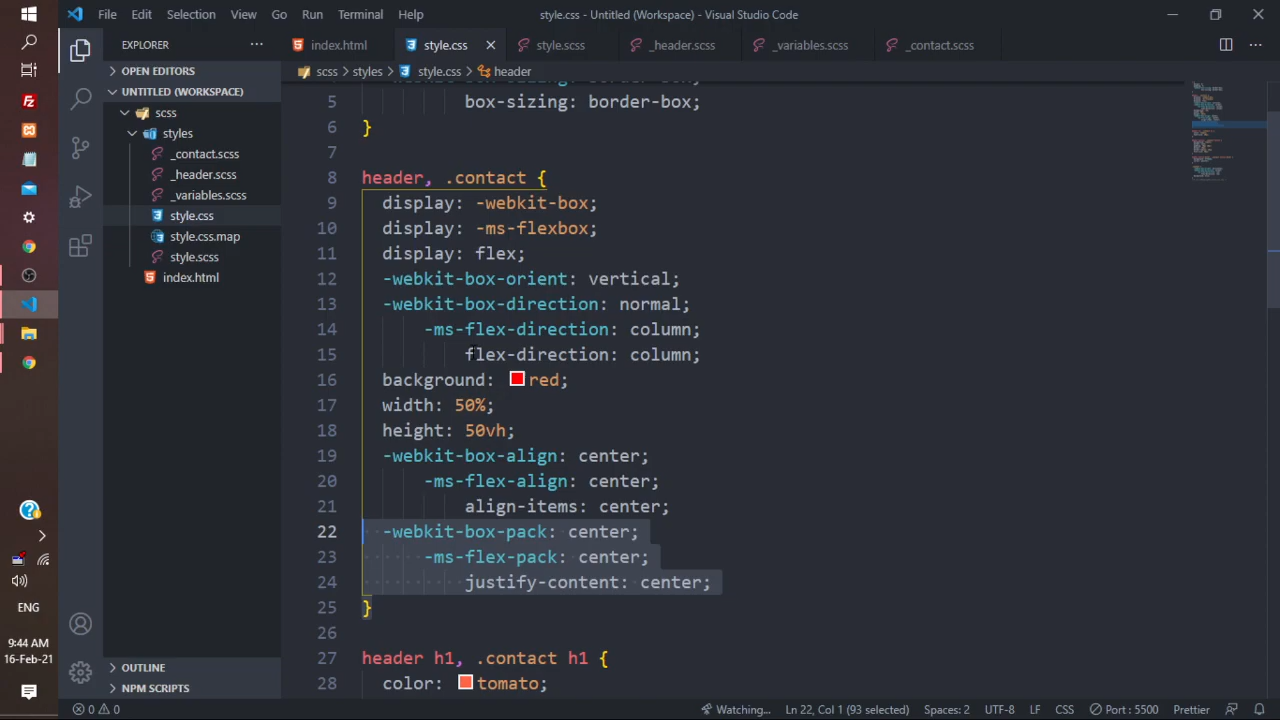 File Edit Selection View Go Run Terminal Help
style.css - Untitled (Workspace) - Visual Studio Code
EXPLORER
index.html style.css style.scss _header.scss _variables.scss _contact.scss
scss styles style.css header
OPEN EDITORS
UNTITLED (WORKSPACE)
scss
styles
_contact.scss
_header.scss
_variables.scss
style.css
style.css.map
style.scss
index.html
OUTLINE
NPM SCRIPTS
5 box-sizing: border-box;
6 }
7
8 header, .contact {
9 display: -webkit-box;
10 display: -ms-flexbox;
11 display: flex;
12 -webkit-box-orient: vertical;
13 -webkit-box-direction: normal;
14 -ms-flex-direction: column;
15 flex-direction: column;
16 background: red;
17 width: 50%;
18 height: 50vh;
19 -webkit-box-align: center;
20 -ms-flex-align: center;
21 align-items: center;
22 -webkit-box-pack: center;
23 -ms-flex-pack: center;
24 justify-content: center;
25 }
26
27 header h1, .contact h1 {
28 color: tomato;
ENG
9:44 AM
16-Feb-21
0 0 Watching... Ln 22, Col 1 (93 selected) Spaces: 2 UTF-8 LF CSS Port : 5500 Prettier